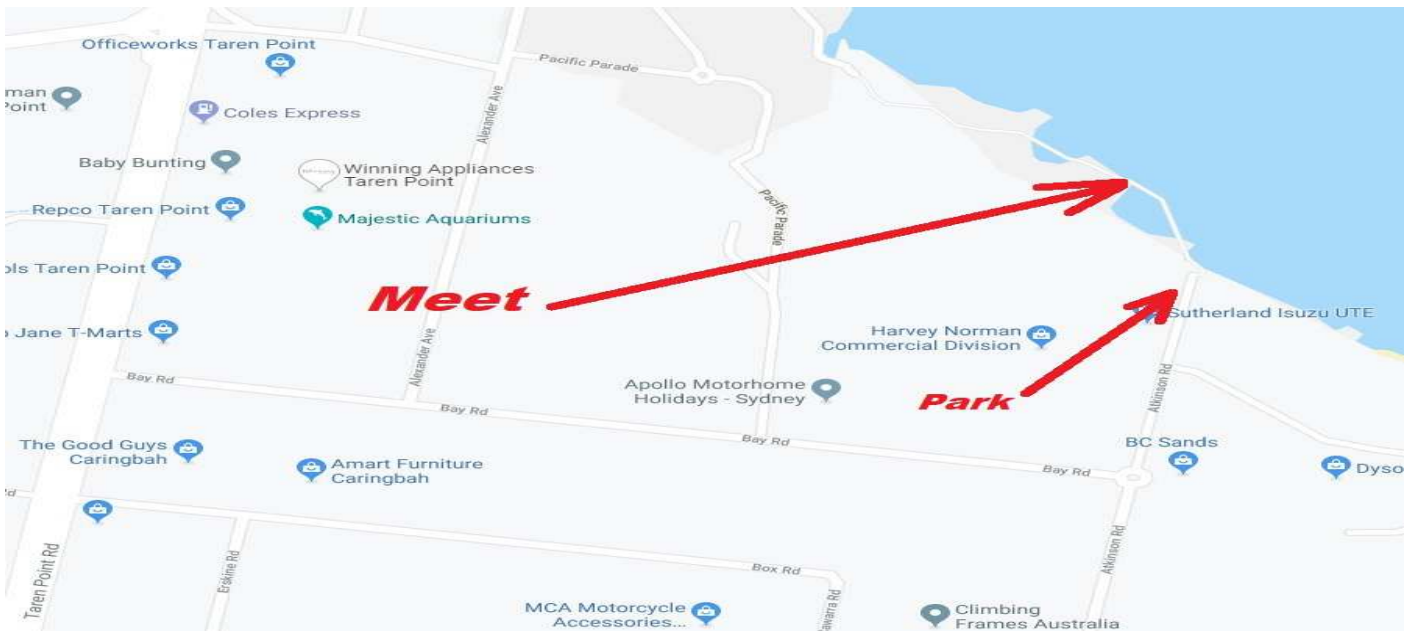 Officeworks Taren Point
Pacific Parade
man
Point
Coles Express
Alexander Ave
Baby Bunting
Winning Appliances
Taren Point
Repco Taren Point
Majestic Aquariums
Pacific Parade
ols Taren Point
Meet
Sutherland Isuzu UTE
Jane T-Marts
Harvey Norman
Commercial Division
Alexander Ave
Bay Rd
Apollo Motorhome
Holidays - Sydney
Park
Atkinson Rd
Bay Rd
Bay Rd
BC Sands
The Good Guys
Caringbah
Amart Furniture
Caringbah
Bay Rd
Dyso
Taren Point Rd
Erskine Rd
Box Rd
Atkinson Rd
MCA Motorcycle
Accessories...
awarra Rd
Climbing
Frames Australia